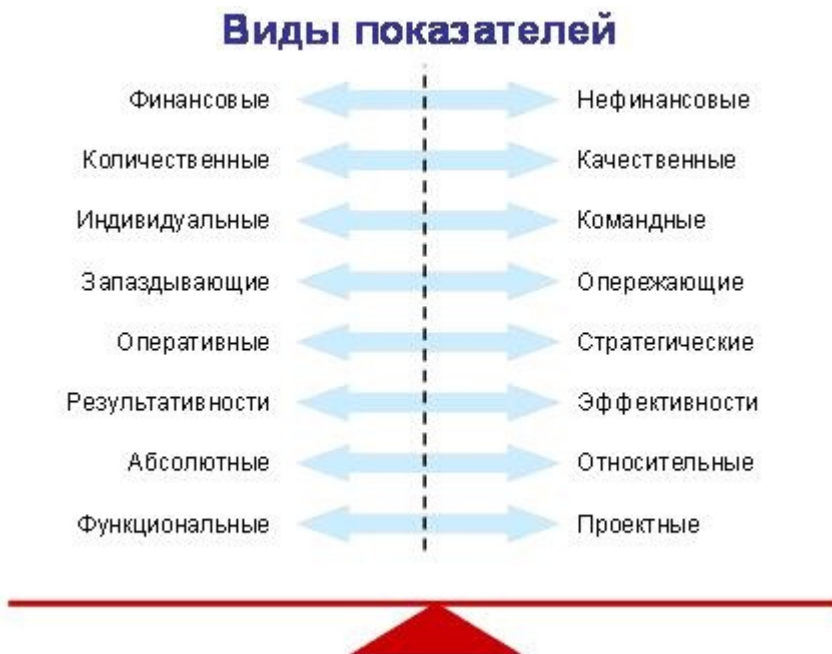 Виды показателей
Финансовые Нефинансовые
Количественные Качественные
Индивидуальные Командные
Запаздывающие Опережающие
Оперативные Стратегические
Результативности Эффективности
Абсолютные Относительные
Функциональные Проектные